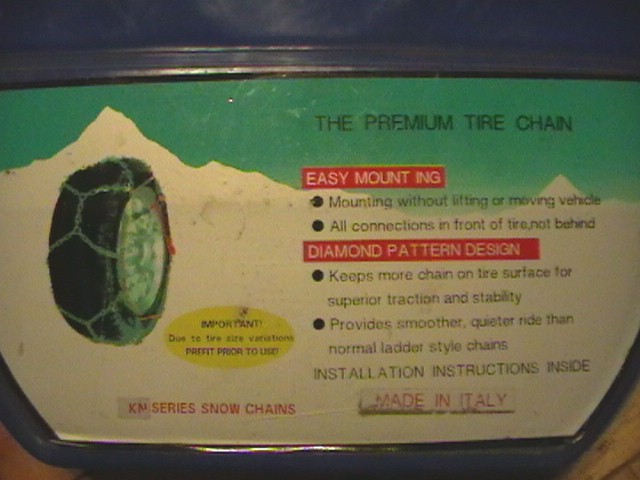 THE PREMIUM TIRE CHAIN
EASY MOUNT ING
● Mounting without lifting or moving vehicle
● All connections in front of tire,not behind
DIAMOND PATTERN DESIGN
● Keeps more chain on tire surface for
superior traction and stability
● Provides smoother, quieter ride than
normal ladder style chains
INSTALLATION INSTRUCTIONS INSIDE
IMPORTANT!
Due to tire size variations
PREFIT PRIOR TO USE!
KN SERIES SNOW CHAINS
MADE IN ITALY